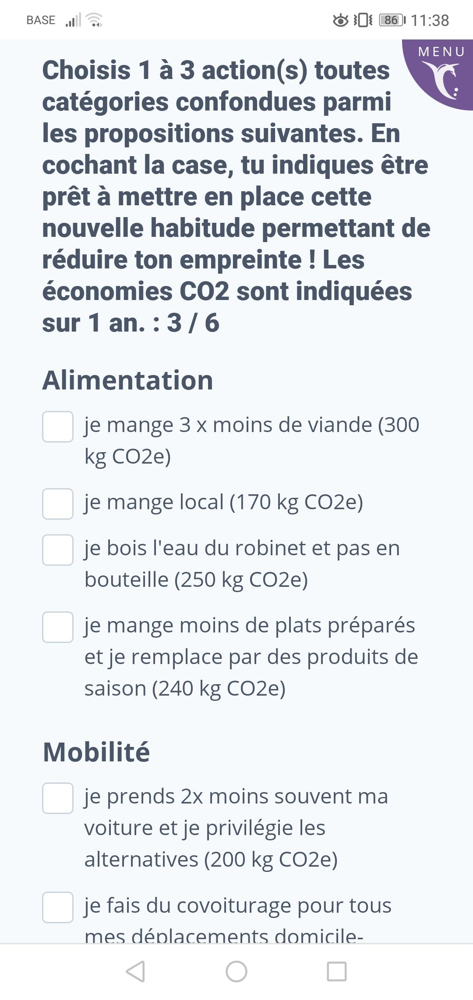 BASE 86 11:38
MENU
Choisis 1 à 3 action(s) toutes
catégories confondues parmi
les propositions suivantes. En
cochant la case, tu indiques être
prêt à mettre en place cette
nouvelle habitude permettant de
réduire ton empreinte ! Les
économies CO2 sont indiquées
sur 1 an. : 3 / 6
Alimentation
je mange 3 x moins de viande (300
kg CO2e)
je mange local (170 kg CO2e)
je bois l'eau du robinet et pas en
bouteille (250 kg CO2e)
je mange moins de plats préparés
et je remplace par des produits de
saison (240 kg CO2e)
Mobilité
je prends 2x moins souvent ma
voiture et je privilégie les
alternatives (200 kg CO2e)
je fais du covoiturage pour tous
mes déplacements domicile-